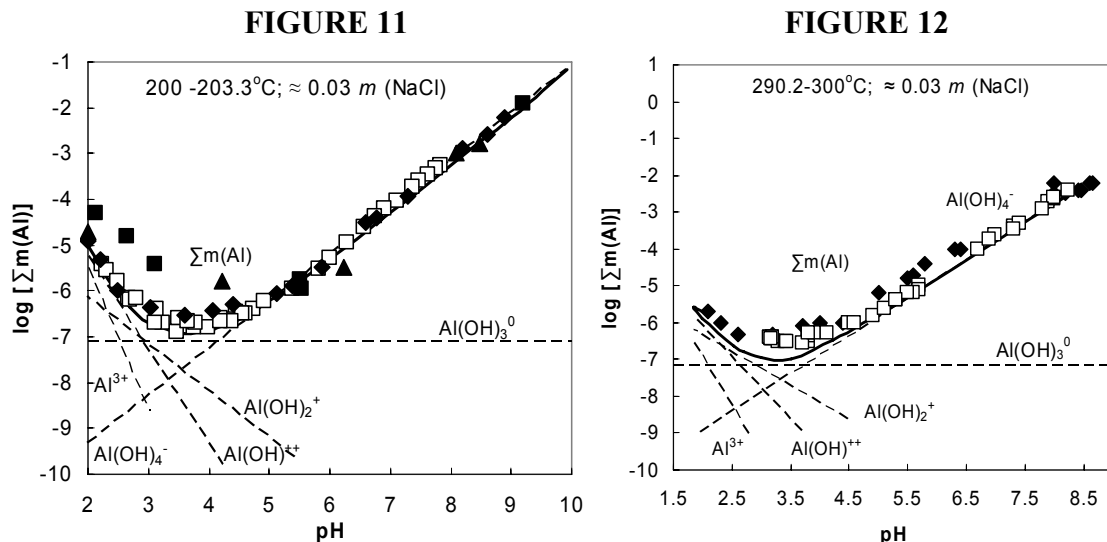 FIGURE 11
200 -203.3°C; ≈ 0.03 m (NaCl)
log [ ∑ m(Al)]
-1
-2
-3
-4
-5
-6
-7
-8
-9
-10
∑m(Al)
Al(OH)₃⁰
Al³⁺
Al(OH)₂⁺
Al(OH)₄⁻
Al(OH)⁺⁺
2 3 4 5 6 7 8 9 10
pH
FIGURE 12
290.2-300°C; ≈ 0.03 m (NaCl)
log [ ∑ m(Al)]
1
0
-1
-2
-3
-4
-5
-6
-7
-8
-9
-10
Al(OH)₄⁻
∑m(Al)
Al(OH)₃⁰
Al(OH)₂⁺
Al³⁺
Al(OH)⁺⁺
1.5 2.5 3.5 4.5 5.5 6.5 7.5 8.5
pH